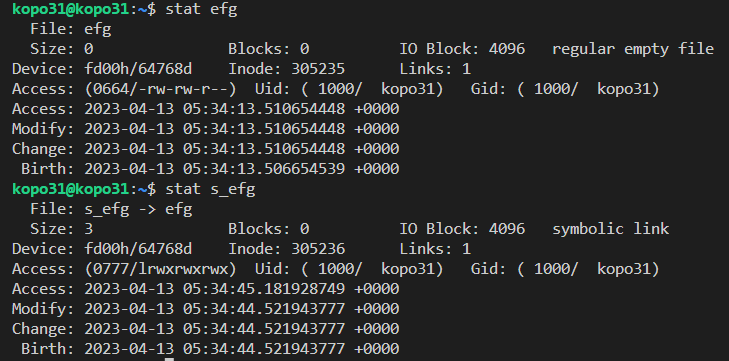 kopo31@kopo31:~$ stat efg
  File: efg
  Size: 0               Blocks: 0          IO Block: 4096   regular empty file
Device: fd00h/64768d    Inode: 305235      Links: 1
Access: (0664/-rw-rw-r--)  Uid: ( 1000/  kopo31)   Gid: ( 1000/  kopo31)
Access: 2023-04-13 05:34:13.510654448 +0000
Modify: 2023-04-13 05:34:13.510654448 +0000
Change: 2023-04-13 05:34:13.510654448 +0000
 Birth: 2023-04-13 05:34:13.506654539 +0000
kopo31@kopo31:~$ stat s_efg
  File: s_efg -> efg
  Size: 3               Blocks: 0          IO Block: 4096   symbolic link
Device: fd00h/64768d    Inode: 305236      Links: 1
Access: (0777/lrwxrwxrwx)  Uid: ( 1000/  kopo31)   Gid: ( 1000/  kopo31)
Access: 2023-04-13 05:34:45.181928749 +0000
Modify: 2023-04-13 05:34:44.521943777 +0000
Change: 2023-04-13 05:34:44.521943777 +0000
 Birth: 2023-04-13 05:34:44.521943777 +0000